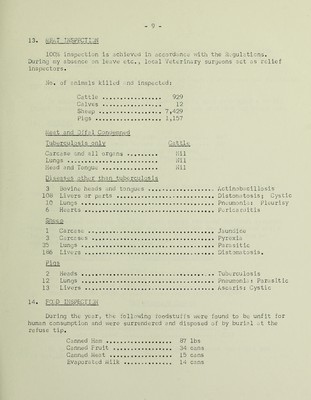 - 9 -
13. MEAT INSPECTION
100% inspection is achieved in accordance with the Regulations.
During my absence on leave etc., local Veterinary surgeons act as relief
inspectors.
No. of animals killed and inspected:
Cattle ................. 929
Calves ................. 12
Sheep ................. 7,429
Pigs ................. 1,157
Meat and Offal Condemned
Tuberculosis only Cattle
Carcase and all organs ......... Nil
Lungs ................. Nil
Head and Tongue ................. Nil
Diseases other than tuberculosis
3 Bovine heads and tongues ................. Actinobacillosis
108 Livers or parts ................. Distomatosis; Cystic
10 Lungs ................. Pneumonia; Pleurisy
6 Hearts ................. Pericarditis
Sheep
1 Carcase ................. Jaundice
3 Carcases ................. Pyrexia
25 Lungs ................. Parasitic
186 Livers ................. Distomatosis.
Pigs
2 Heads ................. Tuberculosis
12 Lungs ................. Pneumonia; Parasitic
13 Livers ................. Ascaris; Cystic
14. FOOD INSPECTION
During the year, the following foodstuffs were found to be unfit for
human consumption and were surrendered and disposed of by burial at the
refuse tip.
Canned Ham ................. 87 lbs
Canned Fruit ................. 34 cans
Canned Meat ................. 15 cans
Evaporated Milk ................. 14 cans